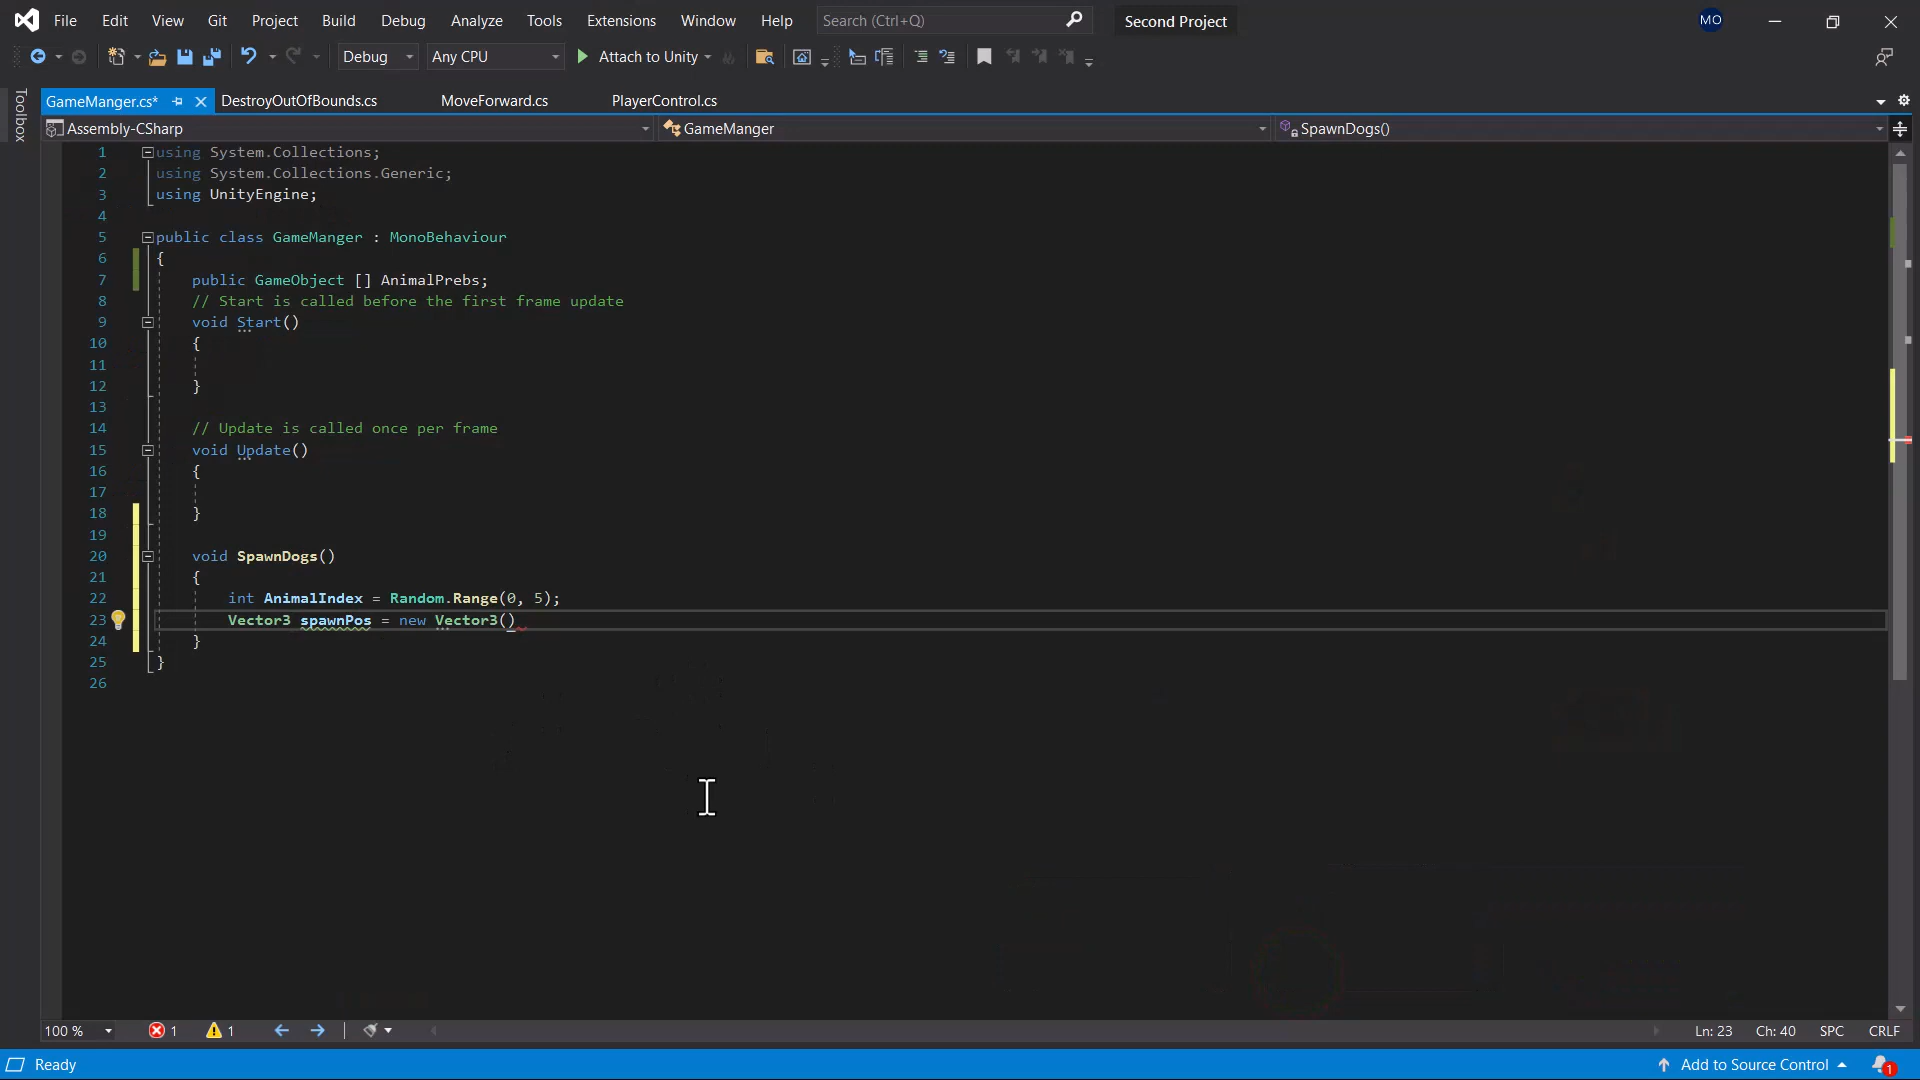 File Edit View Git Project Build Debug Analyze Tools Extensions Window Help Search (Ctrl+Q) Second Project MO
Debug Any CPU Attach to Unity
Toolbox
GameManger.cs* DestroyOutOfBounds.cs MoveForward.cs PlayerControl.cs
Assembly-CSharp GameManger SpawnDogs()
1 using System.Collections;
2 using System.Collections.Generic;
3 using UnityEngine;
4
5 public class GameManger : MonoBehaviour
6 {
7 public GameObject [] AnimalPrebs;
8 // Start is called before the first frame update
9 void Start()
10 {
11
12 }
13
14 // Update is called once per frame
15 void Update()
16 {
17
18 }
19
20 void SpawnDogs()
21 {
22 int AnimalIndex = Random.Range(0, 5);
23 Vector3 spawnPos = new Vector3()
24 }
25 }
26
100 % 1 1 Ln: 23 Ch: 40 SPC CRLF
Ready Add to Source Control 1